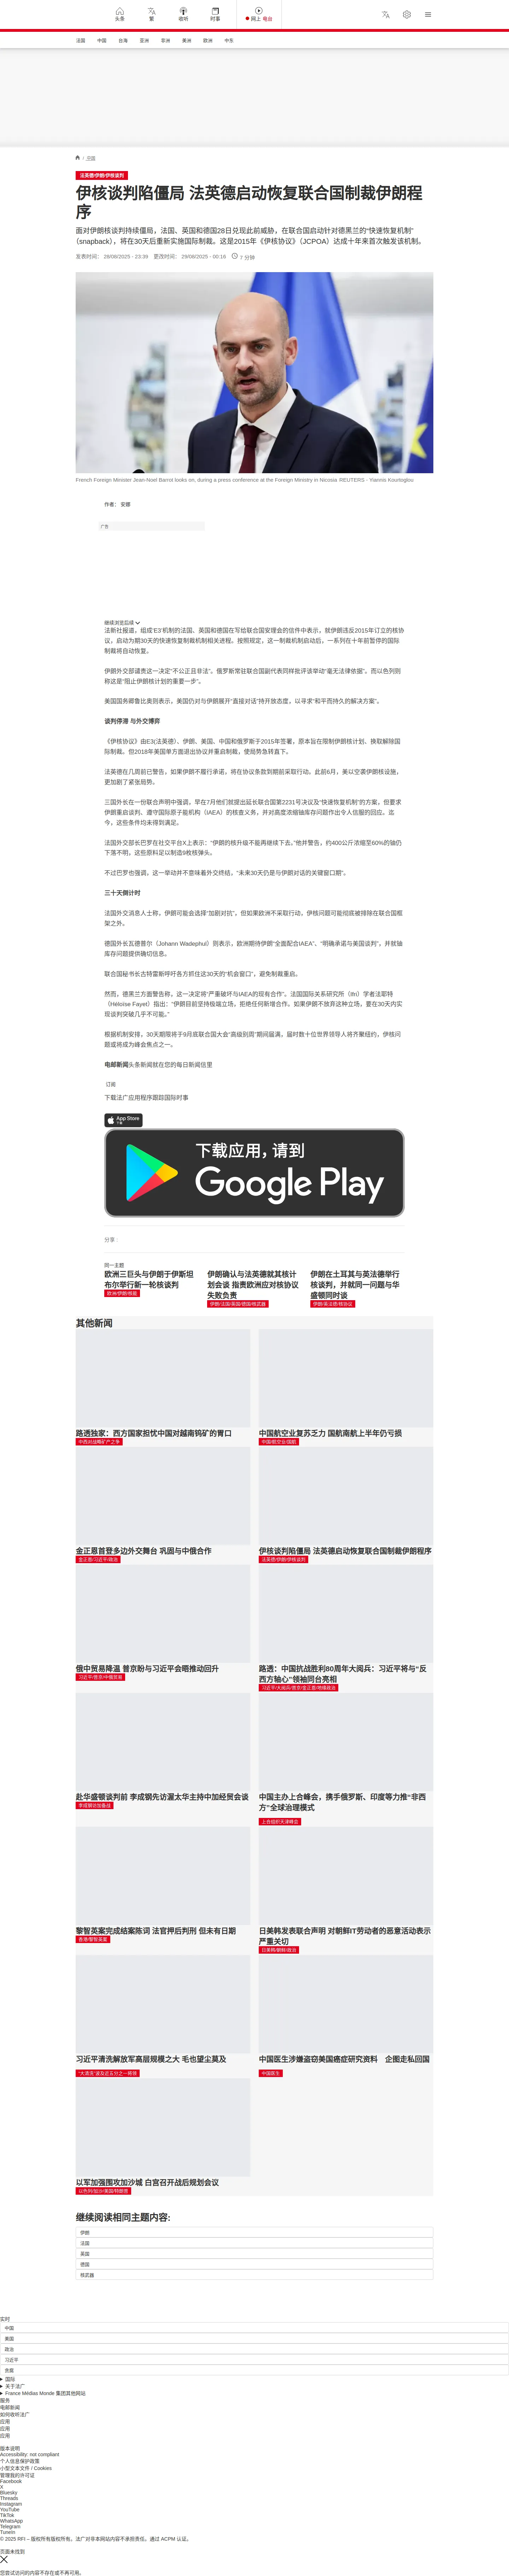 头条
繁
收听
时事
网上 电台
法国
中国
台海
亚洲
非洲
美洲
欧洲
中东
/ 中国
法英德/伊朗/伊核谈判
伊核谈判陷僵局 法英德启动恢复联合国制裁伊朗程
序
面对伊朗核谈判持续僵局，法国、英国和德国28日兑现此前威胁，在联合国启动针对德黑兰的“快速恢复机制”
（snapback），将在30天后重新实施国际制裁。这是2015年《伊核协议》（JCPOA）达成十年来首次触发该机制。
发表时间： 28/08/2025 - 23:39 更改时间： 29/08/2025 - 00:16 7 分钟
French Foreign Minister Jean-Noel Barrot looks on, during a press conference at the Foreign Ministry in Nicosia REUTERS - Yiannis Kourtoglou
作者： 安娜
广告
继续浏览后续
法新社报道，组成‘E3’机制的法国、英国和德国在写给联合国安理会的信件中表示，就伊朗违反2015年订立的核协
议，启动为期30天的快速恢复制裁机制相关进程。按照规定，这一制裁机制启动后，一系列在十年前暂停的国际
制裁将自动恢复。
伊朗外交部谴责这一决定“不公正且非法”。俄罗斯常驻联合国副代表同样批评该举动“毫无法律依据”。而以色列则
称这是“阻止伊朗核计划的重要一步”。
美国国务卿鲁比奥则表示，美国仍对与伊朗展开“直接对话”持开放态度，以寻求“和平而持久的解决方案”。
谈判停滞 与外交博弈
《伊核协议》由E3(法英德)、伊朗、美国、中国和俄罗斯于2015年签署，原本旨在限制伊朗核计划、换取解除国
际制裁。但2018年美国单方面退出协议并重启制裁，使局势急转直下。
法英德在几周前已警告，如果伊朗不履行承诺，将在协议条款到期前采取行动。此前6月，美以空袭伊朗核设施，
更加剧了紧张局势。
三国外长在一份联合声明中强调，早在7月他们就提出延长联合国第2231号决议及“快速恢复机制”的方案，但要求
伊朗重启谈判、遵守国际原子能机构（IAEA）的核查义务，并对高度浓缩铀库存问题作出令人信服的回应。迄
今，这些条件均未得到满足。
法国外交部长巴罗在社交平台X上表示：“伊朗的核升级不能再继续下去。”他并警告，约400公斤浓缩至60%的铀仍
下落不明，这些原料足以制造9枚核弹头。
不过巴罗也强调，这一举动并不意味着外交终结，“未来30天仍是与伊朗对话的关键窗口期”。
三十天倒计时
法国外交消息人士称，伊朗可能会选择“加剧对抗”，但如果欧洲不采取行动，伊核问题可能彻底被排除在联合国框
架之外。
德国外长瓦德普尔（Johann Wadephul）则表示，欧洲期待伊朗“全面配合IAEA”、“明确承诺与美国谈判”，并就铀
库存问题提供确切信息。
联合国秘书长古特雷斯呼吁各方抓住这30天的“机会窗口”，避免制裁重启。
然而，德黑兰方面警告称，这一决定将“严重破坏与IAEA的现有合作”。法国国际关系研究所（Ifri）学者法耶特
（Héloïse Fayet）指出：“伊朗目前坚持极端立场，拒绝任何新增合作。如果伊朗不放弃这种立场，要在30天内实
现谈判突破几乎不可能。”
根据机制安排，30天期限将于9月底联合国大会“高级别周”期间届满，届时数十位世界领导人将齐聚纽约，伊核问
题或将成为峰会焦点之一。
电邮新闻头条新闻就在您的每日新闻信里
订阅
下载法广应用程序跟踪国际时事
App Store
下载
下载应用，请到
Google Play
分享 :
同一主题
欧洲三巨头与伊朗于伊斯坦
布尔举行新一轮核谈判
欧洲/伊朗/核能
伊朗确认与法英德就其核计
划会谈 指责欧洲应对核协议
失败负责
伊朗/法国/英国/德国/核武器
伊朗在土耳其与英法德举行
核谈判，并就同一问题与华
盛顿同时谈
伊朗/英法德/核协议
其他新闻
路透独家：西方国家担忧中国对越南钨矿的胃口
中西对战略矿产之争
中国航空业复苏乏力 国航南航上半年仍亏损
中国/航空业/国航
金正恩首登多边外交舞台 巩固与中俄合作
金正恩/习近平/政治
伊核谈判陷僵局 法英德启动恢复联合国制裁伊朗程序
法英德/伊朗/伊核谈判
俄中贸易降温 普京盼与习近平会晤推动回升
习近平/普京/中俄贸易
路透：中国抗战胜利80周年大阅兵：习近平将与“反
西方轴心”领袖同台亮相
习近平/大阅兵/普京/金正恩/地缘政治
赴华盛顿谈判前 李成钢先访渥太华主持中加经贸会谈
李成钢访加备战
中国主办上合峰会，携手俄罗斯、印度等力推“非西
方”全球治理模式
上合组织天津峰会
黎智英案完成结案陈词 法官押后判刑 但未有日期
香港/黎智英案
日美韩发表联合声明 对朝鲜IT劳动者的恶意活动表示
严重关切
日美韩/朝鲜/政治
习近平清洗解放军高层规模之大 毛也望尘莫及
“大清洗”波及近五分之一将领
中国医生涉嫌盗窃美国癌症研究资料 企图走私回国
中国医生
以军加强围攻加沙城 白宫召开战后规划会议
以色列/加沙/美国/特朗普
继续阅读相同主题内容:
伊朗
法国
英国
德国
核武器
实时
中国
美国
政治
习近平
贵晨
国际
关于法广
France Médias Monde 集团其他网站
服务
电邮新闻
如何收听法广
应用
应用
应用
版本说明
Accessibility: not compliant
个人信息保护政策
小型文本文件 / Cookies
管理我的许可证
Facebook
X
Bluesky
Threads
Instagram
YouTube
TikTok
WhatsApp
Telegram
TuneIn
© 2025 RFI – 版权所有版权所有。法广对非本网站内容不承担责任。通过 ACPM 认证。
页面未找到
您尝试访问的内容不存在或不再可用。